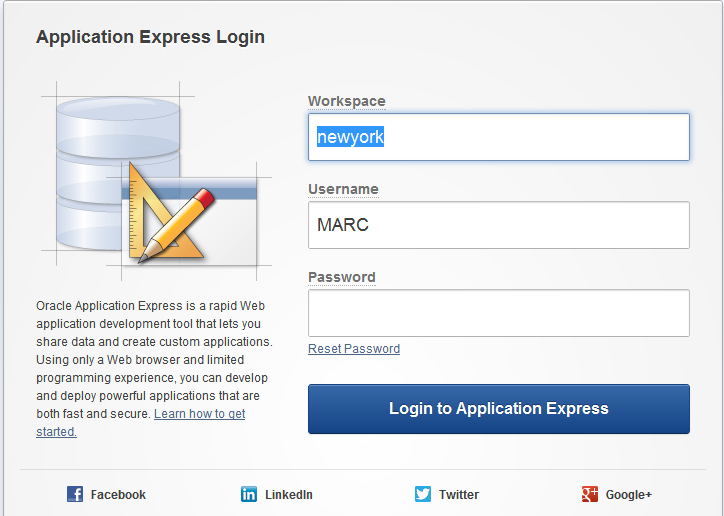 Application Express Login
Workspace
newyork
Username
MARC
Password
Reset Password
Login to Application Express
Oracle Application Express is a rapid Web
application development tool that lets you
share data and create custom applications.
Using only a Web browser and limited
programming experience, you can develop
and deploy powerful applications that are
both fast and secure. Learn how to get
started.
Facebook
LinkedIn
Twitter
Google+